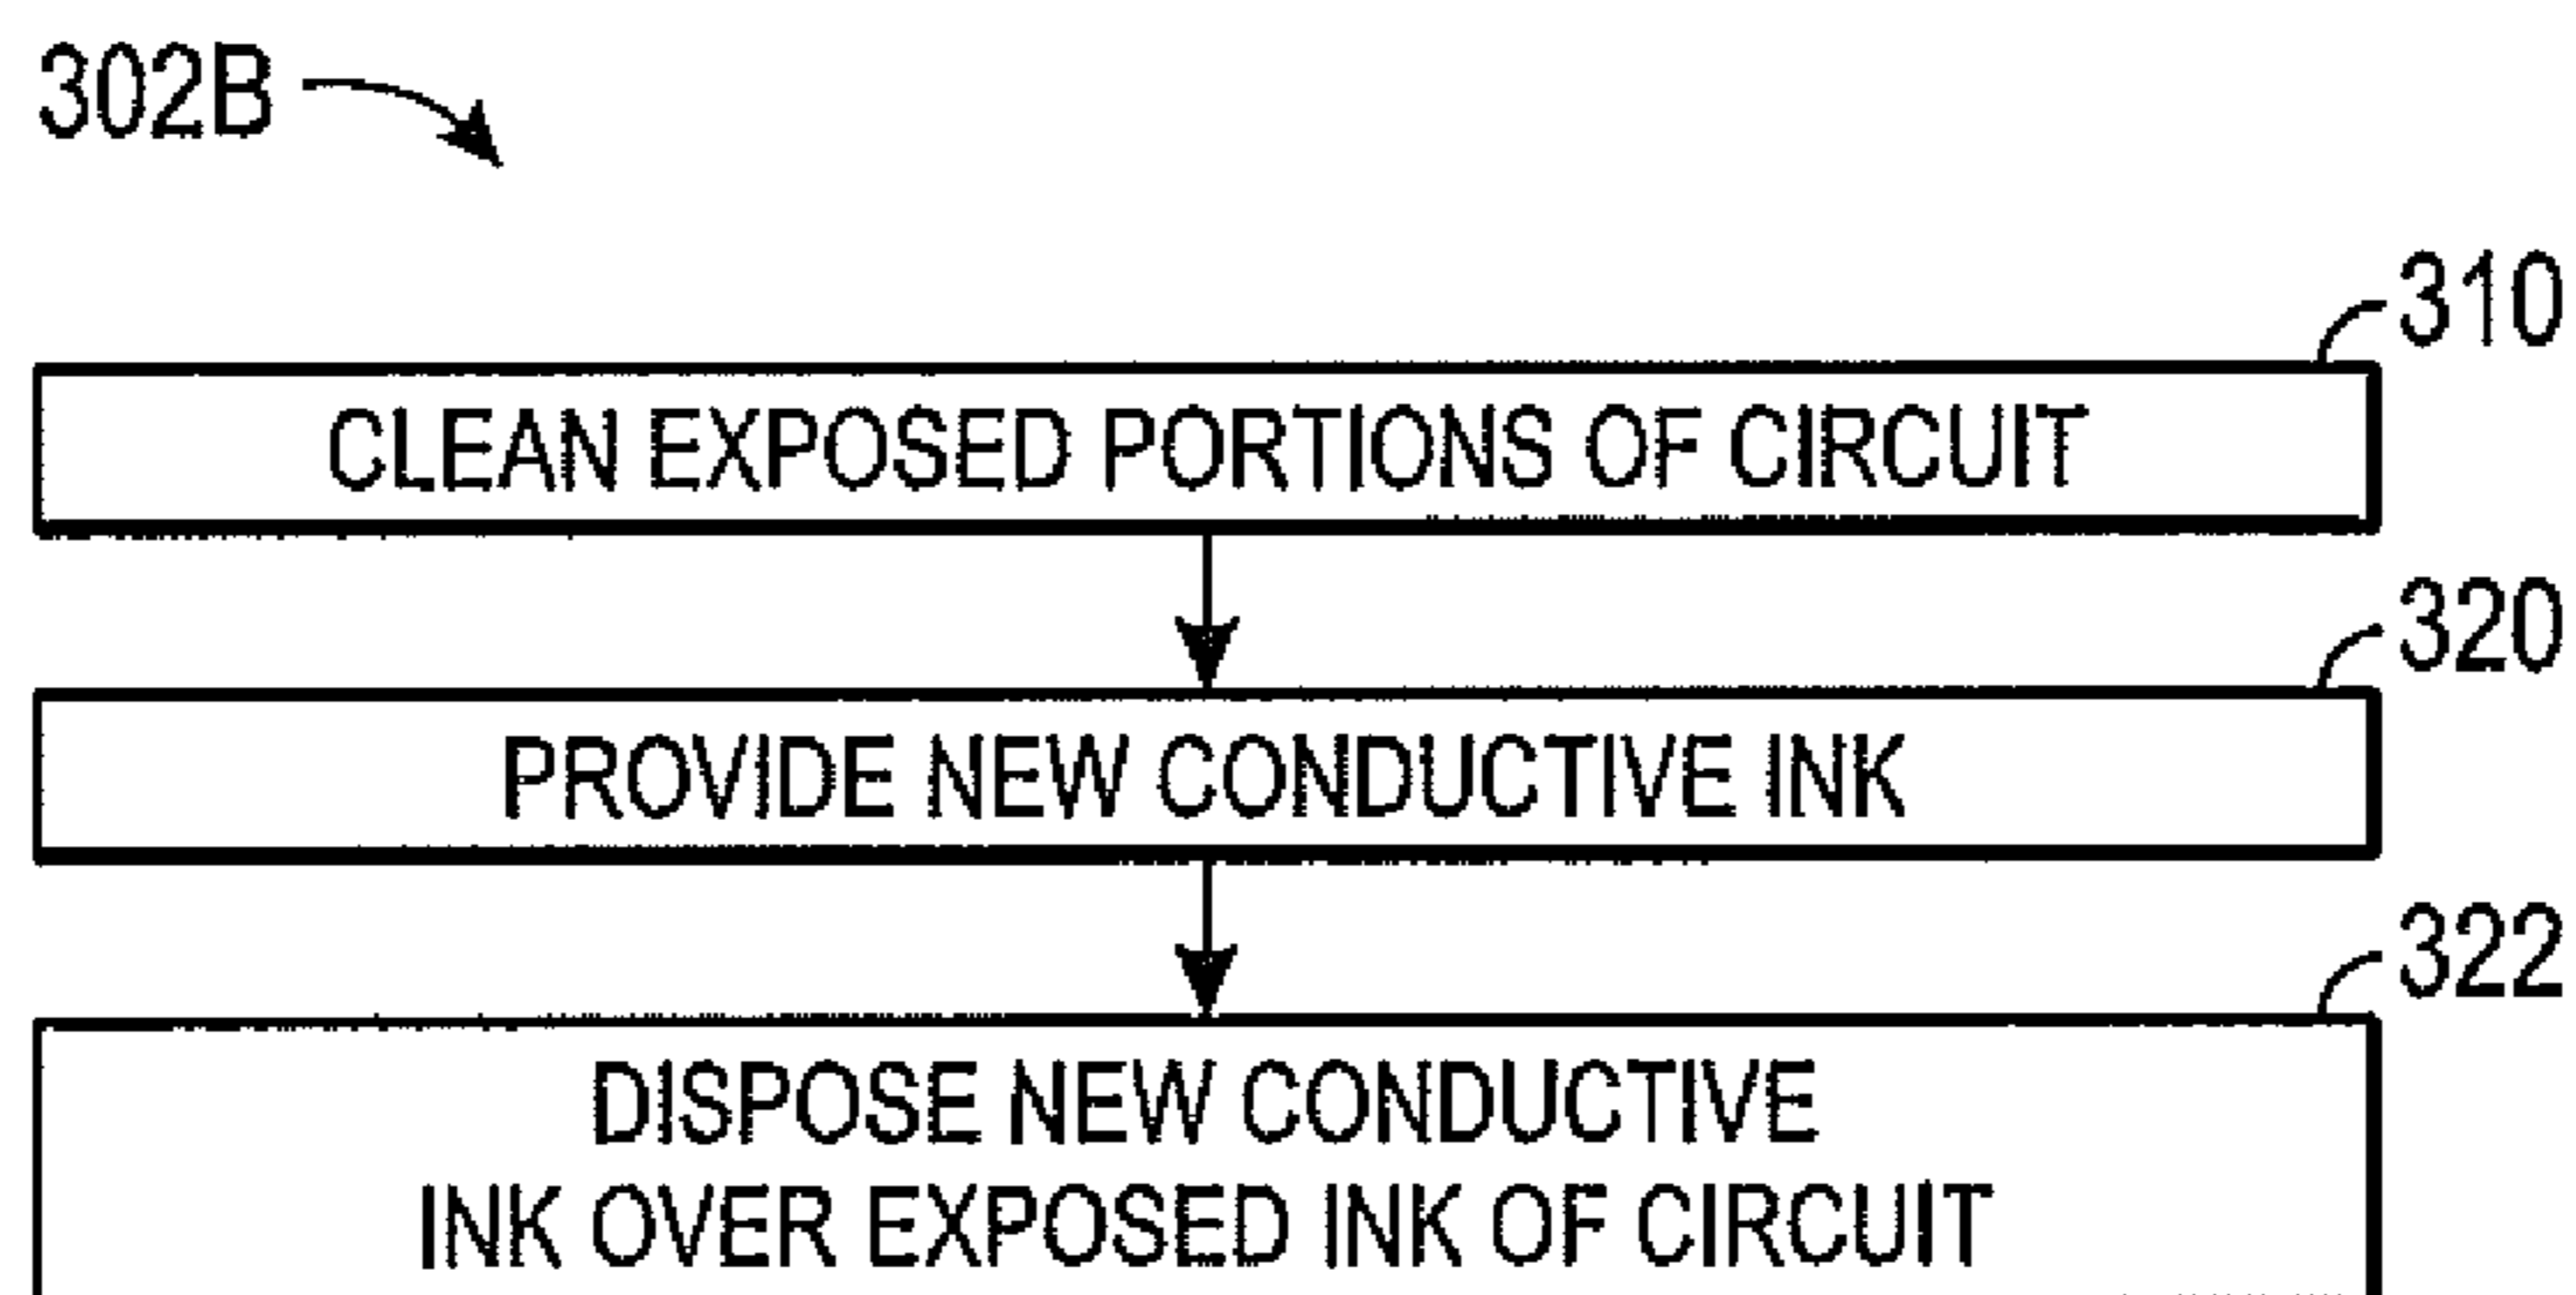 302B
310
CLEAN EXPOSED PORTIONS OF CIRCUIT
320
PROVIDE NEW CONDUCTIVE INK
322
DISPOSE NEW CONDUCTIVE
INK OVER EXPOSED INK OF CIRCUIT